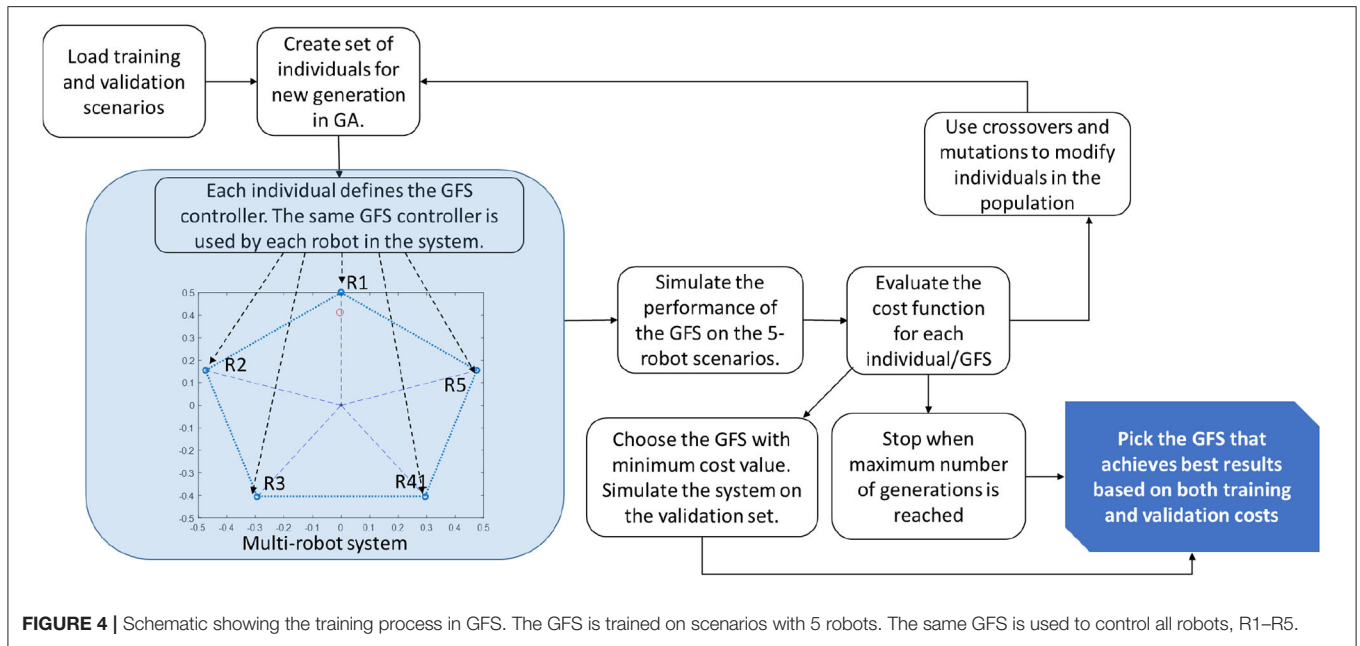 Load training
and validation
scenarios
Create set of
individuals for
new generation
in GA.
Use crossovers and
mutations to modify
individuals in the
population
Each individual defines the GFS
controller. The same GFS controller is
used by each robot in the system.
R1
R2
R5
R3
R41
0.5
0.4
0.3
0.2
0.1
0
-0.1
-0.2
-0.3
-0.4
-0.5
-0.5 -0.4 -0.3 -0.2 -0.1 0 0.1 0.2 0.3 0.4 0.5
Multi-robot system
Simulate the
performance of
the GFS on the 5-
robot scenarios.
Evaluate the
cost function
for each
individual/GFS
Choose the GFS with
minimum cost value.
Simulate the system on
the validation set.
Stop when
maximum number
of generations is
reached
Pick the GFS that
achieves best results
based on both training
and validation costs
FIGURE 4 | Schematic showing the training process in GFS. The GFS is trained on scenarios with 5 robots. The same GFS is used to control all robots, R1–R5.